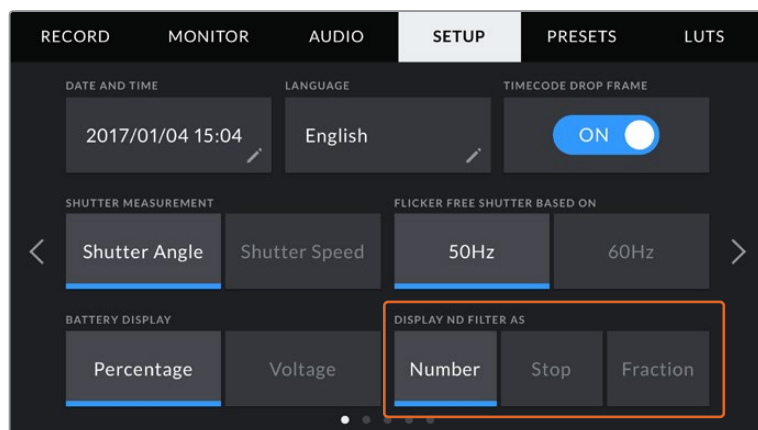 RECORD MONITOR AUDIO SETUP PRESETS LUTS
DATE AND TIME LANGUAGE TIMECODE DROP FRAME
2017/01/04 15:04 English ON
SHUTTER MEASUREMENT FLICKER FREE SHUTTER BASED ON
Shutter Angle Shutter Speed 50Hz 60Hz
BATTERY DISPLAY DISPLAY ND FILTER AS
Percentage Voltage Number Stop Fraction